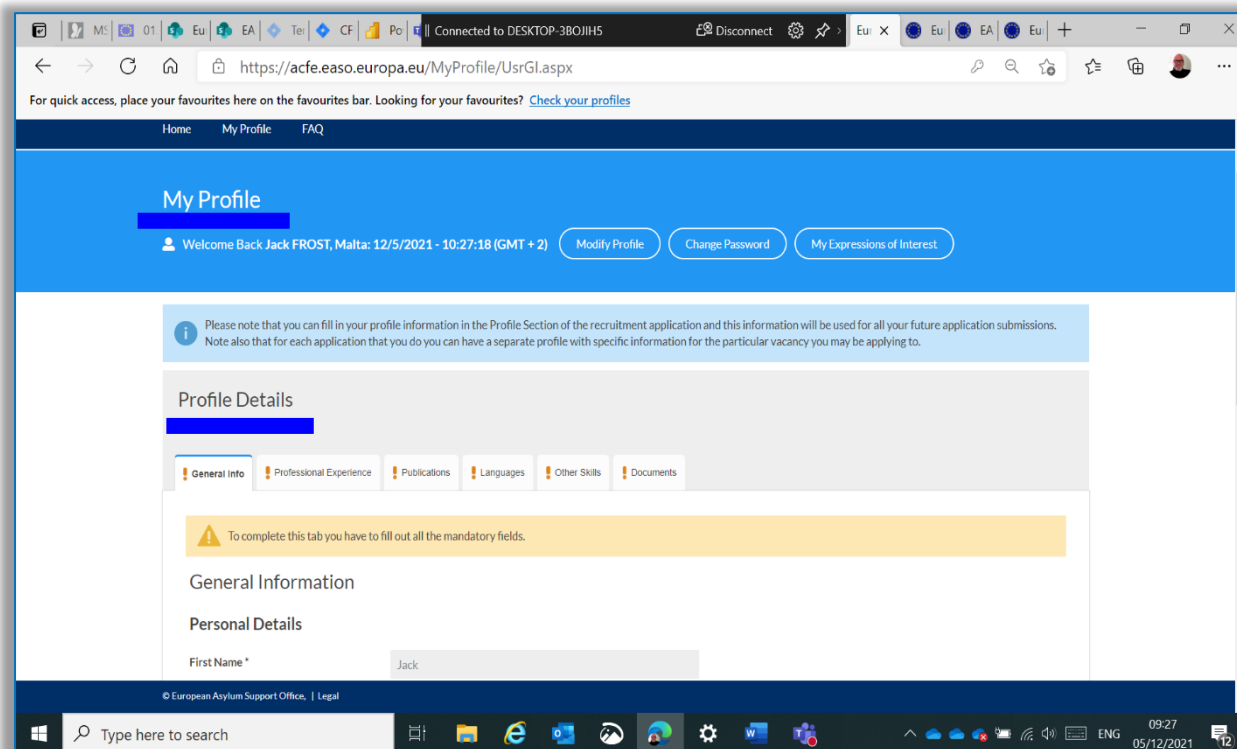 MS
01
Eu
EA
Ter
CF
Po
Connected to DESKTOP-3BOJIH5
Disconnect
Eu
Eu
EA
Eu
https://acfe.easo.europa.eu/MyProfile/UsrGI.aspx
For quick access, place your favourites here on the favourites bar. Looking for your favourites? Check your profiles
Home My Profile FAQ
My Profile
Welcome Back Jack FROST, Malta: 12/5/2021 - 10:27:18 (GMT + 2) Modify Profile Change Password My Expressions of Interest
Please note that you can fill in your profile information in the Profile Section of the recruitment application and this information will be used for all your future application submissions.
Note also that for each application that you do you can have a separate profile with specific information for the particular vacancy you may be applying to.
Profile Details
General Info Professional Experience Publications Languages Other Skills Documents
To complete this tab you have to fill out all the mandatory fields.
General Information
Personal Details
First Name * Jack
© European Asylum Support Office, | Legal
Type here to search
ENG
09:27
05/12/2021
12